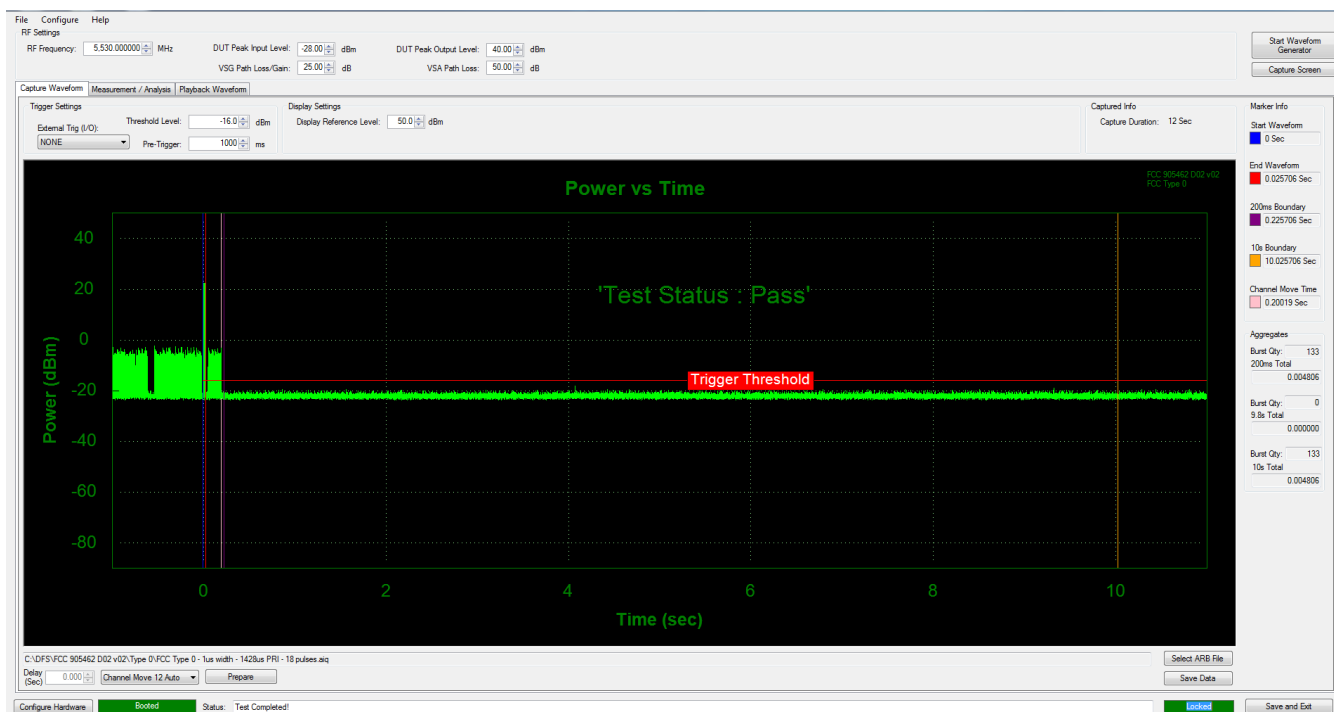 File Configure Help
RF Settings
RF Frequency: 5,530.000000 MHz DUT Peak Input Level: -28.00 dBm DUT Peak Output Level: 40.00 dBm
VSG Path Loss/Gain: 25.00 dB VSA Path Loss: 50.00 dB
Start Waveform Generator
Capture Screen
Capture Waveform Measurement / Analysis Playback Waveform
Trigger Settings
External Trig (I/O):
NONE
Threshold Level: -16.0 dBm
Pre-Trigger: 1000 ms
Display Settings
Display Reference Level: 50.0 dBm
Captured Info
Capture Duration: 12 Sec
Marker Info
Start Waveform
0 Sec
End Waveform
0.025706 Sec
200ms Boundary
0.225706 Sec
10s Boundary
10.025706 Sec
Channel Move Time
0.20019 Sec
Aggregates
Burst Qty: 133
200ms Total
0.004806
Burst Qty: 0
9.8s Total
0.000000
Burst Qty: 133
10s Total
0.004806
Power vs Time
FCC 905462 D02 v02
FCC Type 0
'Test Status : Pass'
Trigger Threshold
Power (dBm)
40
20
0
-20
-40
-60
-80
0 2 4 6 8 10
Time (sec)
C:\DFS\FCC 905462 D02 v02\Type 0\FCC Type 0 - 1us width - 1428us PRI - 18 pulses.aiq
Select ARB File
Delay (Sec) 0.000 Channel Move 12 Auto Prepare
Save Data
Configure Hardware Booted Status: Test Completed! Locked Save and Exit